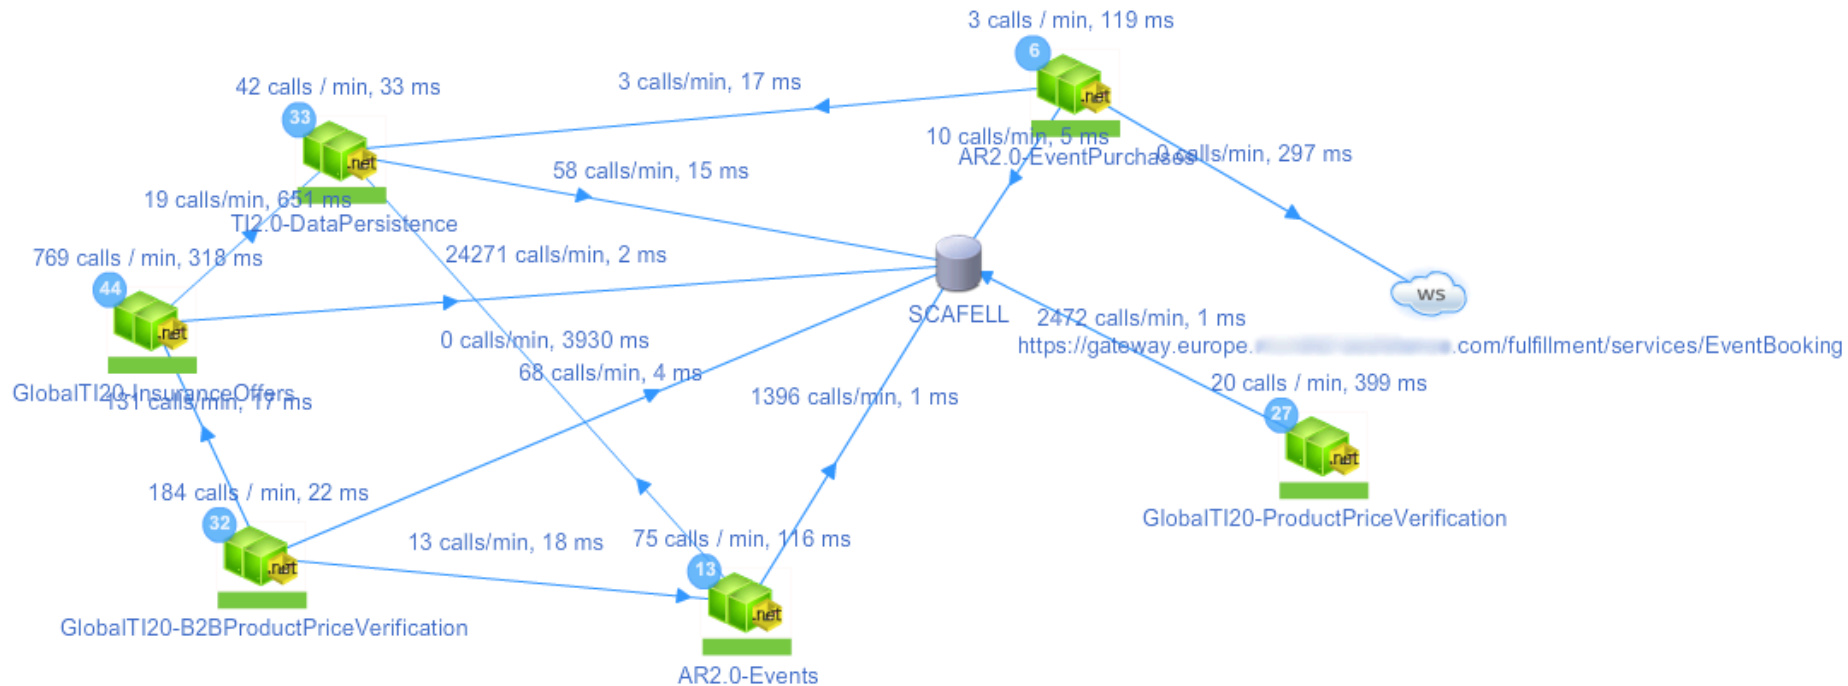 3 calls / min, 119 ms
6
.net
42 calls / min, 33 ms
3 calls/min, 17 ms
33
.net
10 calls/min, 5 ms
AR2.0-EventPurchases
0 calls/min, 297 ms
58 calls/min, 15 ms
19 calls/min, 651 ms
TI2.0-DataPersistence
769 calls / min, 318 ms
24271 calls/min, 2 ms
44
.net
ws
SCAFELL
2472 calls/min, 1 ms
0 calls/min, 3930 ms
https://gateway.europe. .com/fulfillment/services/EventBooking
68 calls/min, 4 ms
20 calls / min, 399 ms
GlobalTI20-InsuranceOffers
131 calls/min, 17 ms
1396 calls/min, 1 ms
27
.net
184 calls / min, 22 ms
GlobalTI20-ProductPriceVerification
32
.net
13 calls/min, 18 ms
75 calls / min, 116 ms
13
.net
GlobalTI20-B2BProductPriceVerification
AR2.0-Events